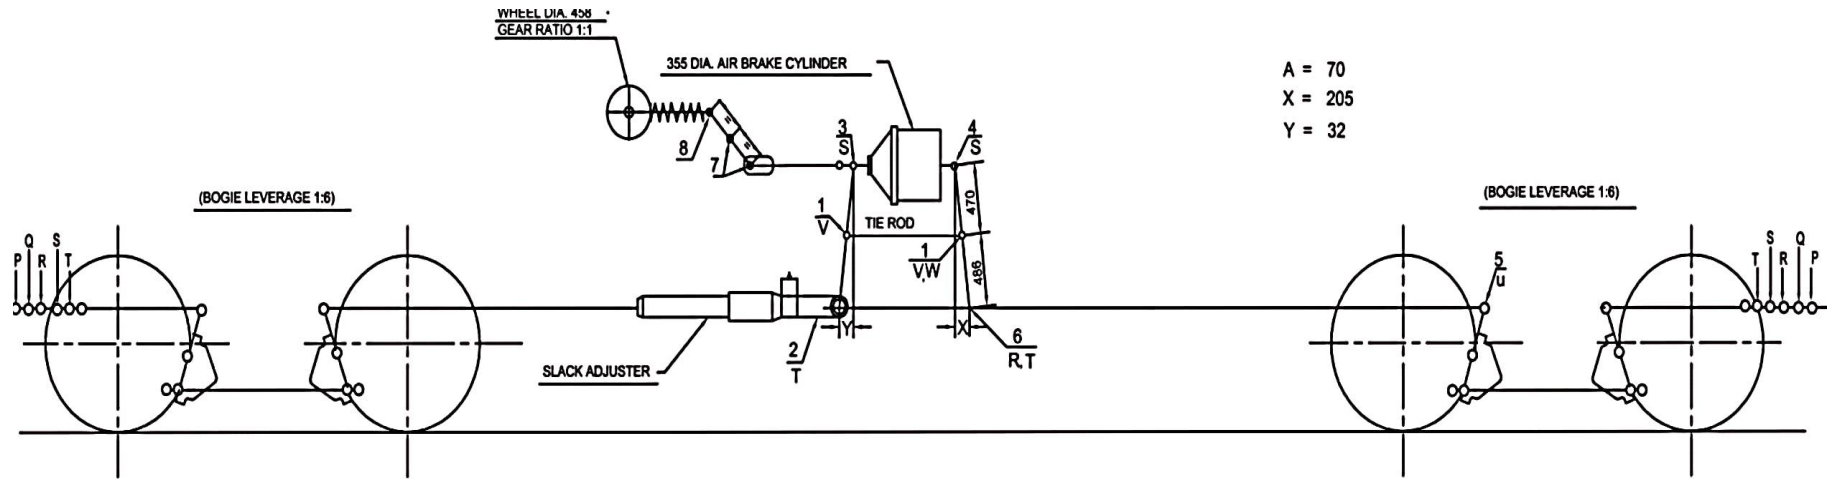 WHEEL DIA. 458
GEAR RATIO 1:1
355 DIA. AIR BRAKE CYLINDER
A = 70
X = 205
Y = 32
3
S
4
S
8
7
470
(BOGIE LEVERAGE 1:6)
(BOGIE LEVERAGE 1:6)
1
V
TIE ROD
1
V,W
486
P Q R S T
T S R Q P
5
u
Y
X
2
T
6
R,T
SLACK ADJUSTER